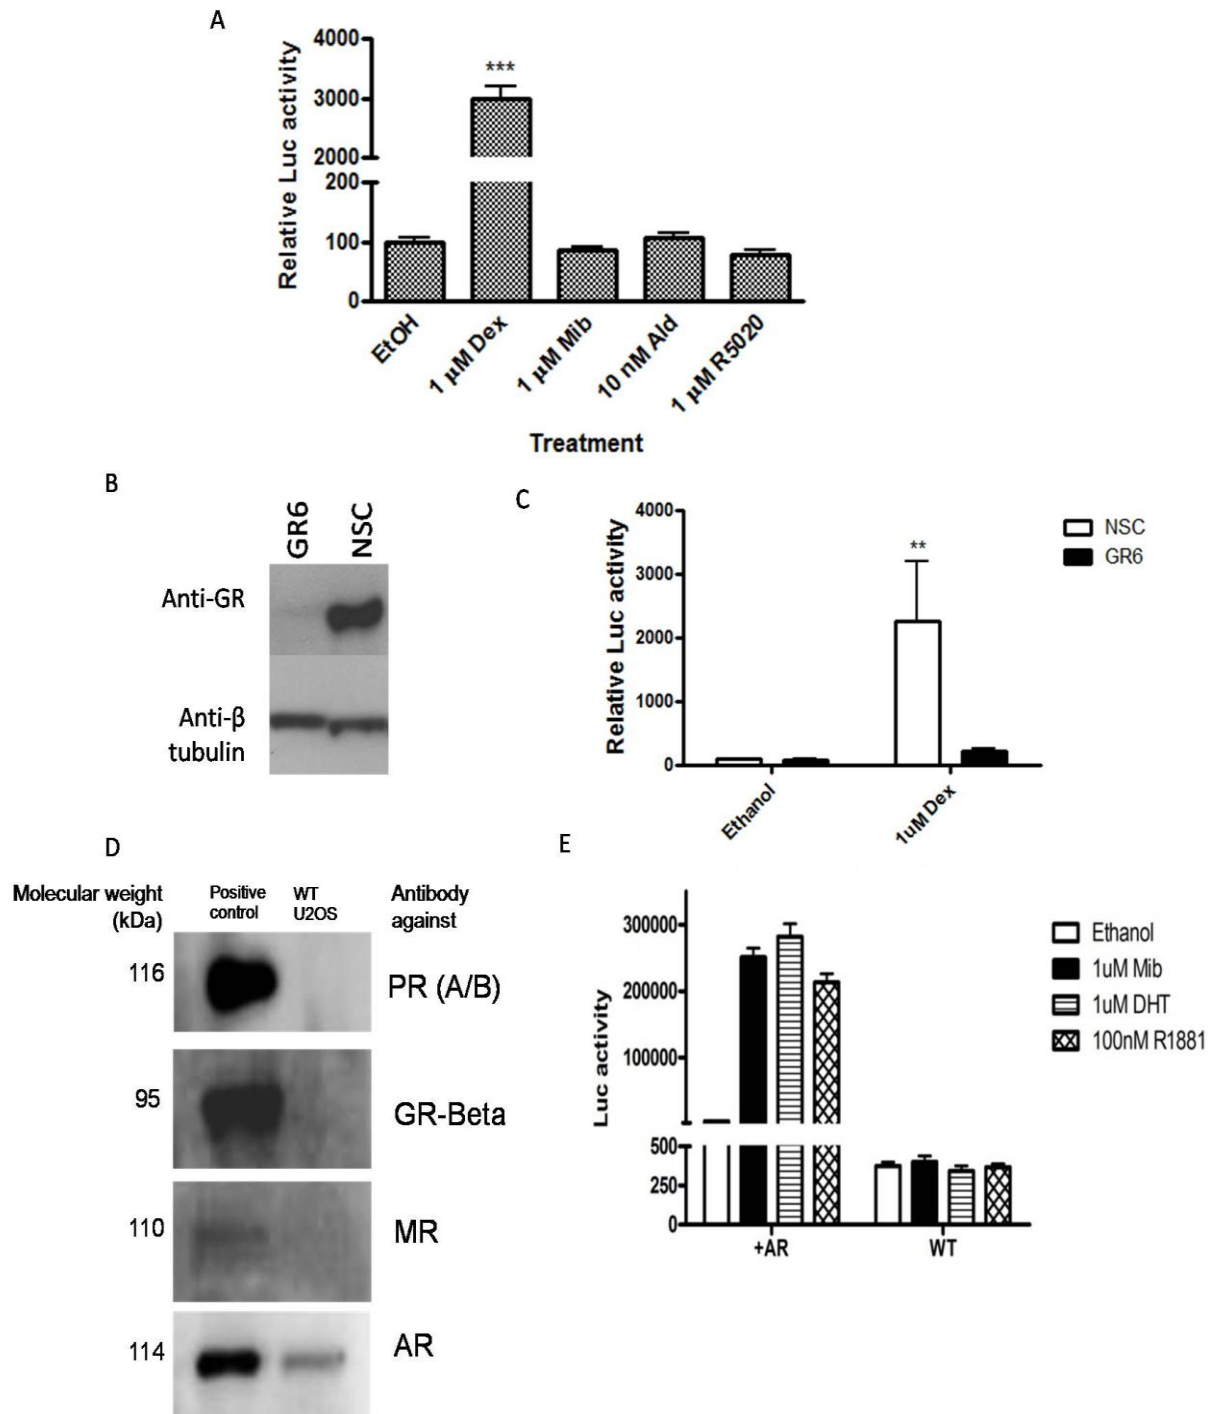 A
Relative Luc activity
4000
3000
2000
200
100
0
***
EtOH
1 µM Dex
1 µM Mib
10 nM Ald
1 µM R5020
Treatment
B
GR6
NSC
Anti-GR
Anti-β
tubulin
C
Relative Luc activity
4000
3000
2000
1000
0
**
Ethanol
1uM Dex
NSC
GR6
D
Molecular weight
(kDa)
Positive
control
WT
U2OS
Antibody
against
116
PR (A/B)
95
GR-Beta
110
MR
114
AR
E
Luc activity
300000
200000
100000
500
250
0
+AR
WT
Ethanol
1uM Mib
1uM DHT
100nM R1881